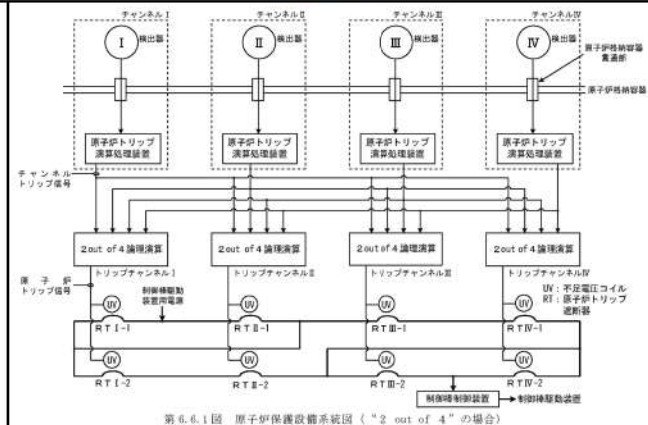 チャンネルⅠ
チャンネルⅡ
チャンネルⅢ
チャンネルⅣ
Ⅰ
検出器
Ⅱ
検出器
Ⅲ
検出器
Ⅳ
検出器
原子炉格納容器
貫通部
原子炉格納容器
原子炉トリップ
演算処理装置
原子炉トリップ
演算処理装置
原子炉トリップ
演算処理装置
原子炉トリップ
演算処理装置
チャンネル
トリップ信号
2out of 4論理演算
2out of 4論理演算
2out of 4論理演算
2out of 4論理演算
トリップチャンネルⅠ
トリップチャンネルⅡ
トリップチャンネルⅢ
トリップチャンネルⅣ
原子炉
トリップ信号
制御棒駆動
装置用電源
UV：不足電圧コイル
RT：原子炉トリップ
遮断器
UV
UV
UV
UV
RTⅠ-1
RTⅡ-1
RTⅢ-1
RTⅣ-1
UV
UV
UV
UV
RTⅠ-2
RTⅡ-2
RTⅢ-2
RTⅣ-2
制御棒制御装置
制御棒駆動装置
第6.6.1図 原子炉保護設備系統図（“2 out of 4”の場合）